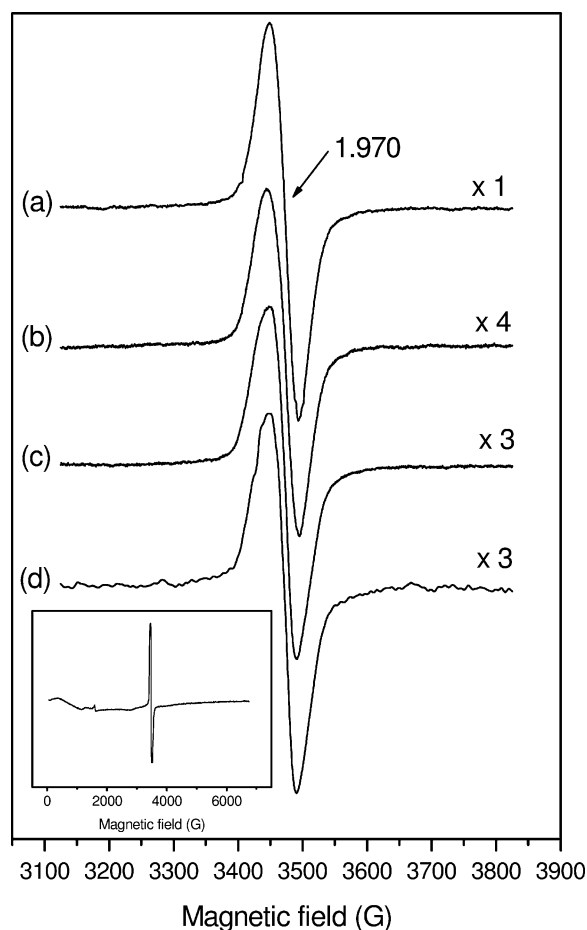 1.970
(a) x 1
(b) x 4
(c) x 3
(d) x 3
0 2000 4000 6000
Magnetic field (G)
3100 3200 3300 3400 3500 3600 3700 3800 3900
Magnetic field (G)